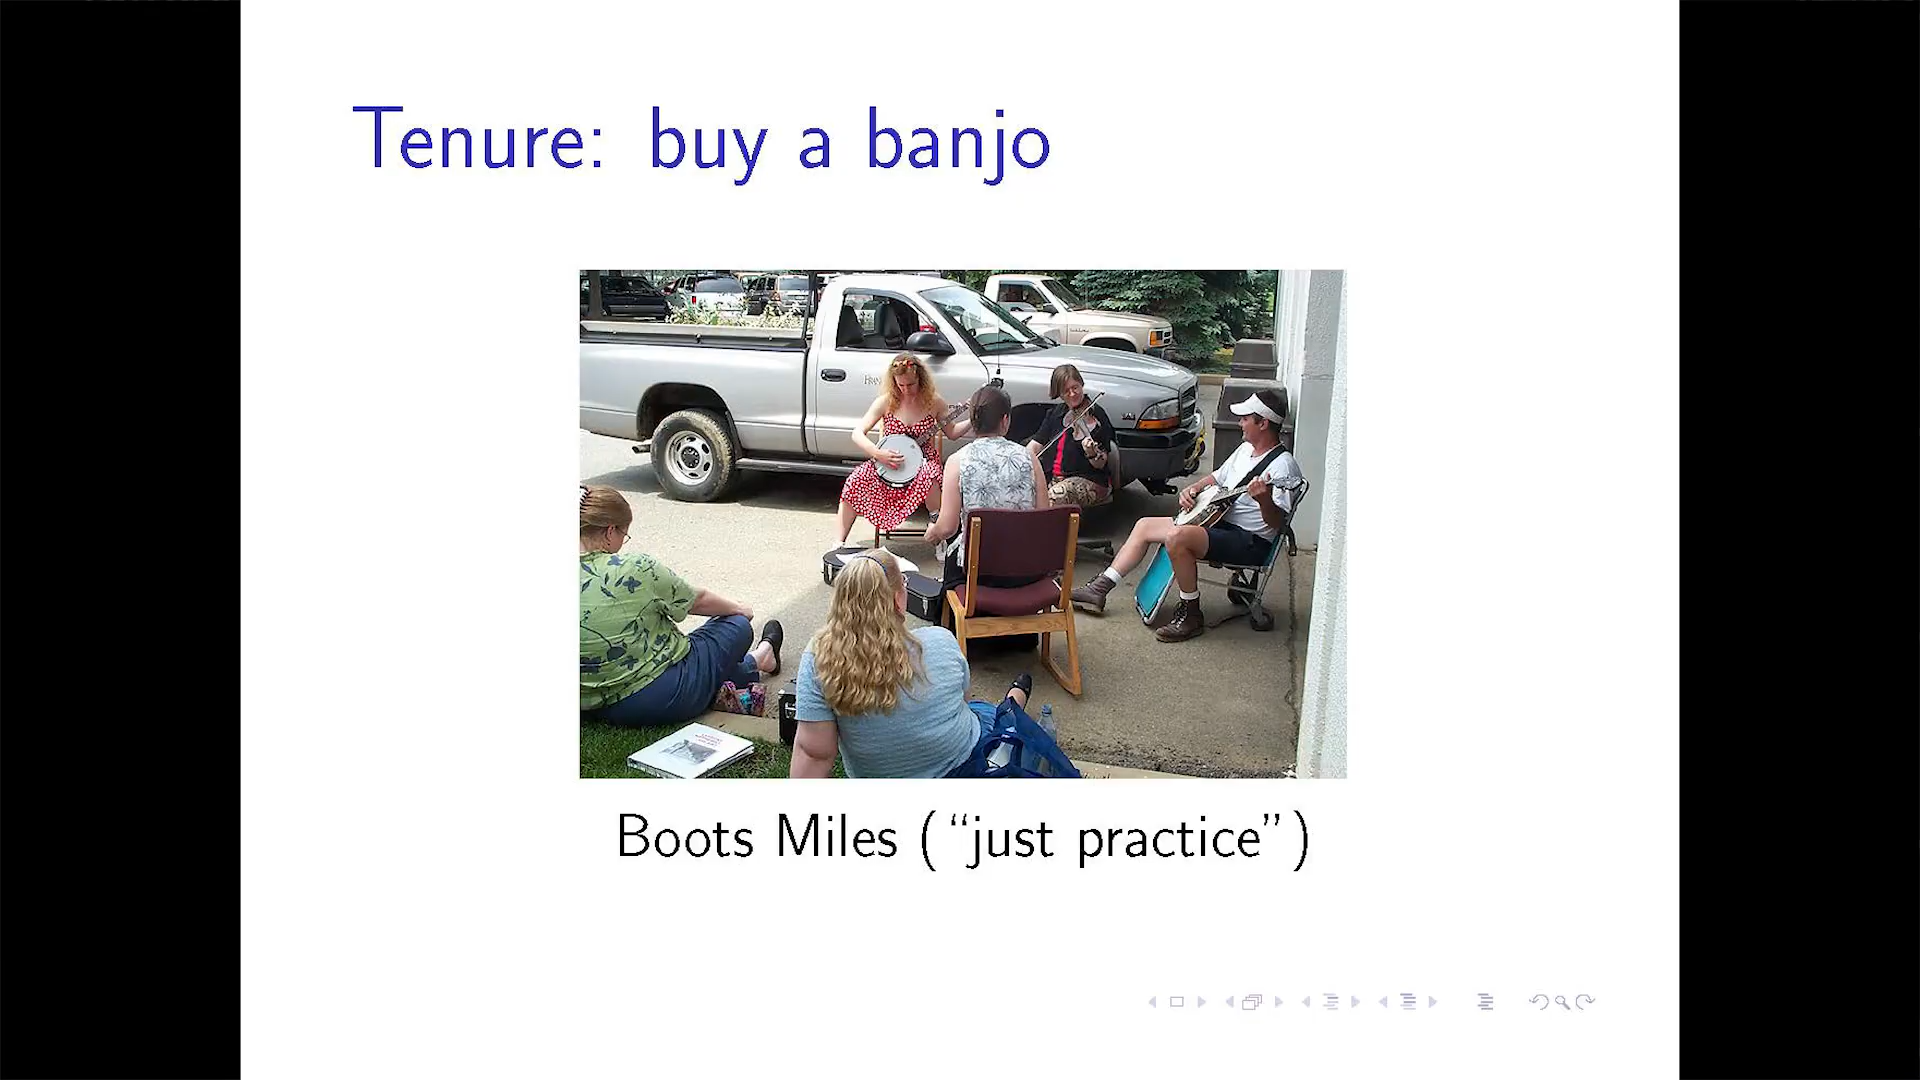 Tenure: buy a banjo
Boots Miles (“just practice”)